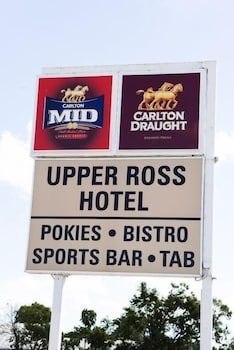 CARLTON
MID
CARLTON
DRAUGHT
UPPER ROSS
HOTEL
POKIES • BISTRO
SPORTS BAR • TAB